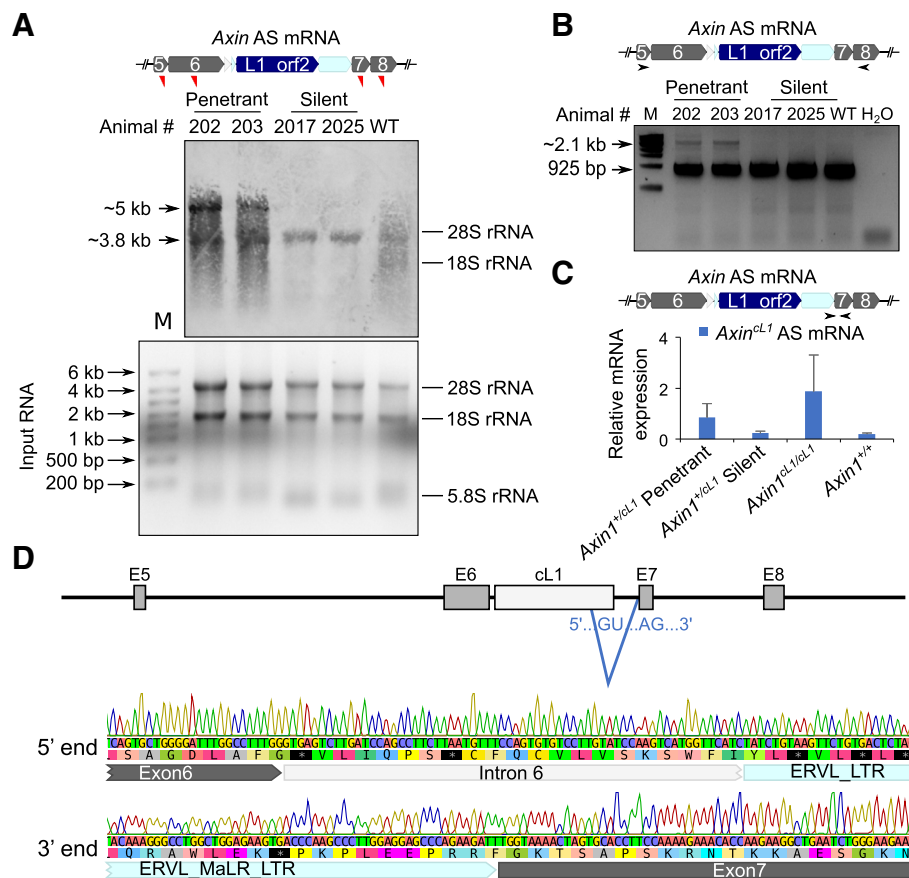 A
Axin AS mRNA
5 6 L1 orf2 7 8
Penetrant Silent
Animal # 202 203 2017 2025 WT
~5 kb
~3.8 kb
28S rRNA
18S rRNA
M
Input RNA
6 kb
4 kb
2 kb
1 kb
500 bp
200 bp
28S rRNA
18S rRNA
5.8S rRNA
B
Axin AS mRNA
5 6 L1 orf2 7 8
Penetrant Silent
Animal # M 202 203 2017 2025 WT H2O
~2.1 kb
925 bp
C
Axin AS mRNA
5 6 L1 orf2 7 8
AxincL1 AS mRNA
Relative mRNA
expression
4
2
0
Axin1+/cL1 Penetrant
Axin1+/cL1 Silent
Axin1cL1/cL1
Axin1+/+
D
E5 E6 cL1 E7 E8
5'...GU...AG...3'
5' end
Exon6 Intron 6 ERVL_LTR
3' end
Q R A W L E K * P K P L E E P R R F G K T S A P S K R N T K K A E S G K N
ERVL_MaLR_LTR Exon7